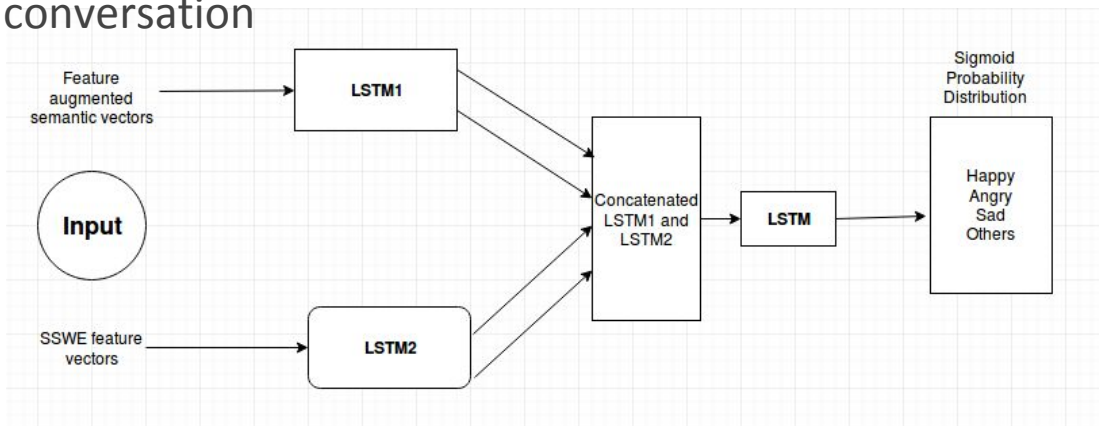 conversation
Feature
augmented
semantic vectors
LSTM1
Sigmoid
Probability
Distribution
Input
Concatenated
LSTM1 and
LSTM2
LSTM
Happy
Angry
Sad
Others
SSWE feature
vectors
LSTM2